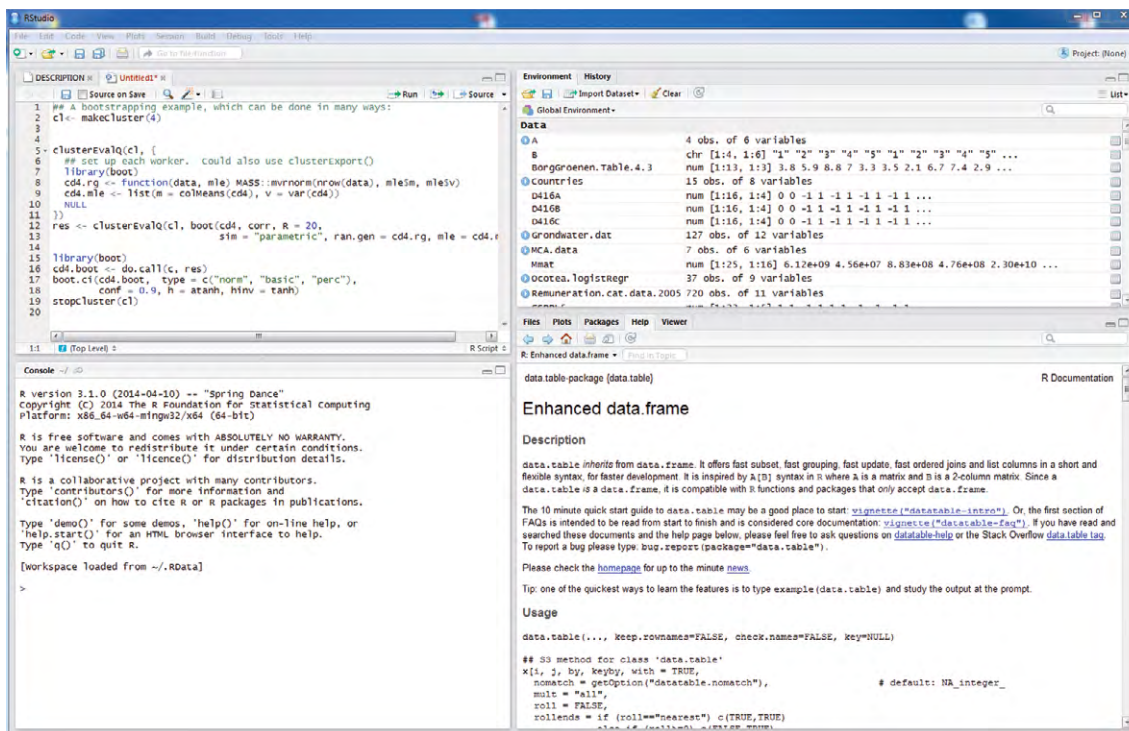 RStudio
File Edit Code View Plots Session Build Debug Tools Help
Go to file/function
Project: (None)
DESCRIPTION Untitled1*
Source on Save Run Source
1 ## A bootstrapping example, which can be done in many ways:
2 cl<- makeCluster(4)
3
4
5 clusterEvalQ(cl, {
6 ## set up each worker. Could also use clusterExport()
7 library(boot)
8 cd4.rg <- function(data, mle) MASS::mvrnorm(nrow(data), mle$m, mle$v)
9 cd4.mle <- list(m = colMeans(cd4), v = var(cd4))
10 NULL
11 })
12 res <- clusterEvalQ(cl, boot(cd4, corr, R = 20,
13 sim = "parametric", ran.gen = cd4.rg, mle = cd4.m
14
15 library(boot)
16 cd4.boot <- do.call(c, res)
17 boot.ci(cd4.boot, type = c("norm", "basic", "perc"),
18 conf = 0.9, h = atanh, hinv = tanh)
19 stopCluster(cl)
20
1:1 (Top Level) R Script
Console ~/
R version 3.1.0 (2014-04-10) -- "Spring Dance"
Copyright (C) 2014 The R Foundation for Statistical Computing
Platform: x86_64-w64-mingw32/x64 (64-bit)
R is free software and comes with ABSOLUTELY NO WARRANTY.
You are welcome to redistribute it under certain conditions.
Type 'license()' or 'licence()' for distribution details.
R is a collaborative project with many contributors.
Type 'contributors()' for more information and
'citation()' on how to cite R or R packages in publications.
Type 'demo()' for some demos, 'help()' for on-line help, or
'help.start()' for an HTML browser interface to help.
Type 'q()' to quit R.
[Workspace loaded from ~/.RData]
>
Environment History
Import Dataset Clear List
Global Environment
Data
A 4 obs. of 6 variables
B chr [1:4, 1:6] "1" "2" "3" "4" "5" "1" "2" "3" "4" "5" ...
BorgGroenen.Table.4.3 num [1:13, 1:3] 3.8 5.9 8.8 7 3.3 3.5 2.1 6.7 7.4 2.9 ...
Countries 15 obs. of 8 variables
D416A num [1:16, 1:4] 0 0 -1 1 -1 1 -1 1 -1 1 ...
D416B num [1:16, 1:4] 0 0 -1 1 -1 1 -1 1 -1 1 ...
D416C num [1:16, 1:4] 0 0 -1 1 -1 1 -1 1 -1 1 ...
Grondwater.dat 127 obs. of 12 variables
MCA.data 7 obs. of 6 variables
Mmat num [1:25, 1:16] 6.12e+09 4.56e+07 8.83e+08 4.76e+08 2.30e+10 ...
Ocotea.logistRegr 37 obs. of 9 variables
Remuneration.cat.data.2005 720 obs. of 11 variables
Files Plots Packages Help Viewer
R: Enhanced data.frame Find in Topic
data.table-package {data.table} R Documentation
Enhanced data.frame
Description
data.table inherits from data.frame. It offers fast subset, fast grouping, fast update, fast ordered joins and list columns in a short and
flexible syntax, for faster development. It is inspired by A[B] syntax in R where A is a matrix and B is a 2-column matrix. Since a
data.table is a data.frame, it is compatible with R functions and packages that only accept data.frame.
The 10 minute quick start guide to data.table may be a good place to start: vignette("datatable-intro"). Or, the first section of
FAQs is intended to be read from start to finish and is considered core documentation: vignette("datatable-faq"). If you have read and
searched these documents and the help page below, please feel free to ask questions on datatable-help or the Stack Overflow data.table tag.
To report a bug please type: bug.report(package="data.table").
Please check the homepage for up to the minute news.
Tip: one of the quickest ways to learn the features is to type example(data.table) and study the output at the prompt.
Usage
data.table(..., keep.rownames=FALSE, check.names=FALSE, key=NULL)
## S3 method for class 'data.table'
x[i, j, by, keyby, with = TRUE,
nomatch = getOption("datatable.nomatch"), # default: NA_integer_
mult = "all",
roll = FALSE,
rollends = if (roll=="nearest") c(TRUE,TRUE)
else if (roll>=0) c(FALSE,TRUE)